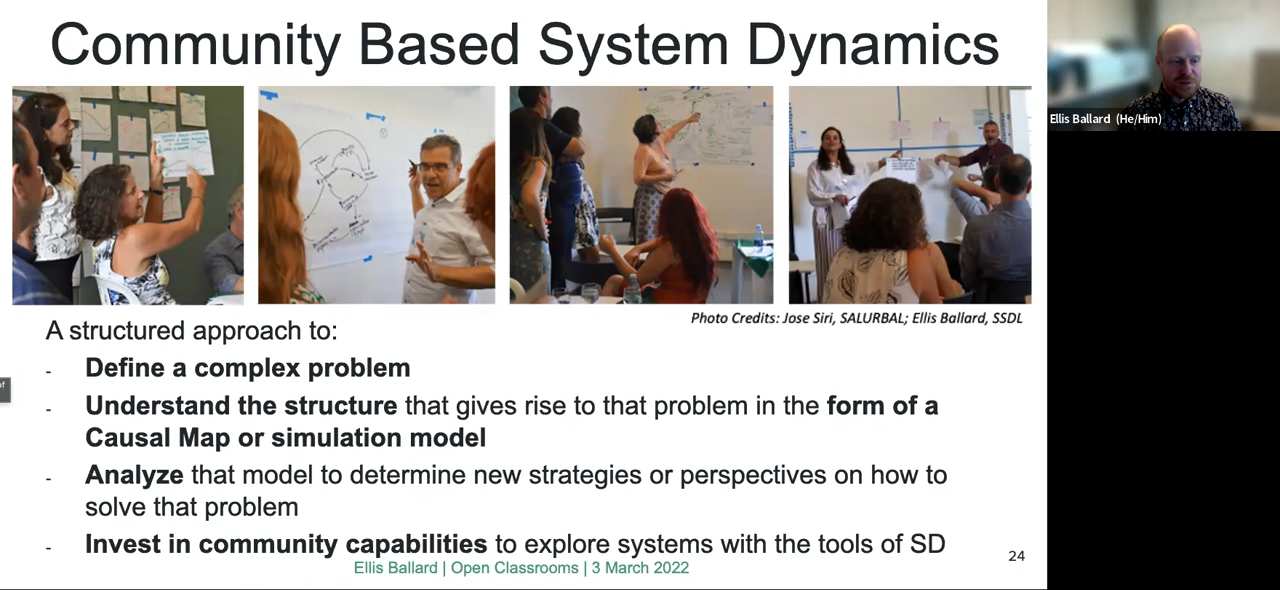 Community Based System Dynamics
Ellis Ballard (He/Him)
Photo Credits: Jose Siri, SALURBAL; Ellis Ballard, SSDL
A structured approach to:
- Define a complex problem
- Understand the structure that gives rise to that problem in the form of a
Causal Map or simulation model
- Analyze that model to determine new strategies or perspectives on how to
solve that problem
- Invest in community capabilities to explore systems with the tools of SD
Ellis Ballard | Open Classrooms | 3 March 2022
24
of